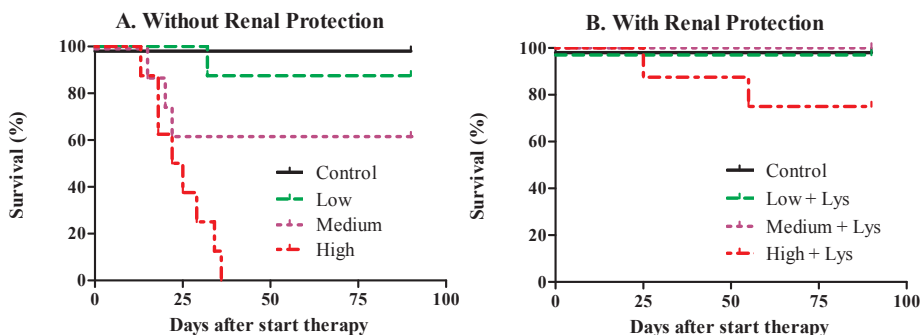 A. Without Renal Protection
100
80
60
40
20
0
Survival (%)
0 25 50 75 100
Days after start therapy
Control
Low
Medium
High
B. With Renal Protection
100
80
60
40
20
0
Survival (%)
0 25 50 75 100
Days after start therapy
Control
Low + Lys
Medium + Lys
High + Lys